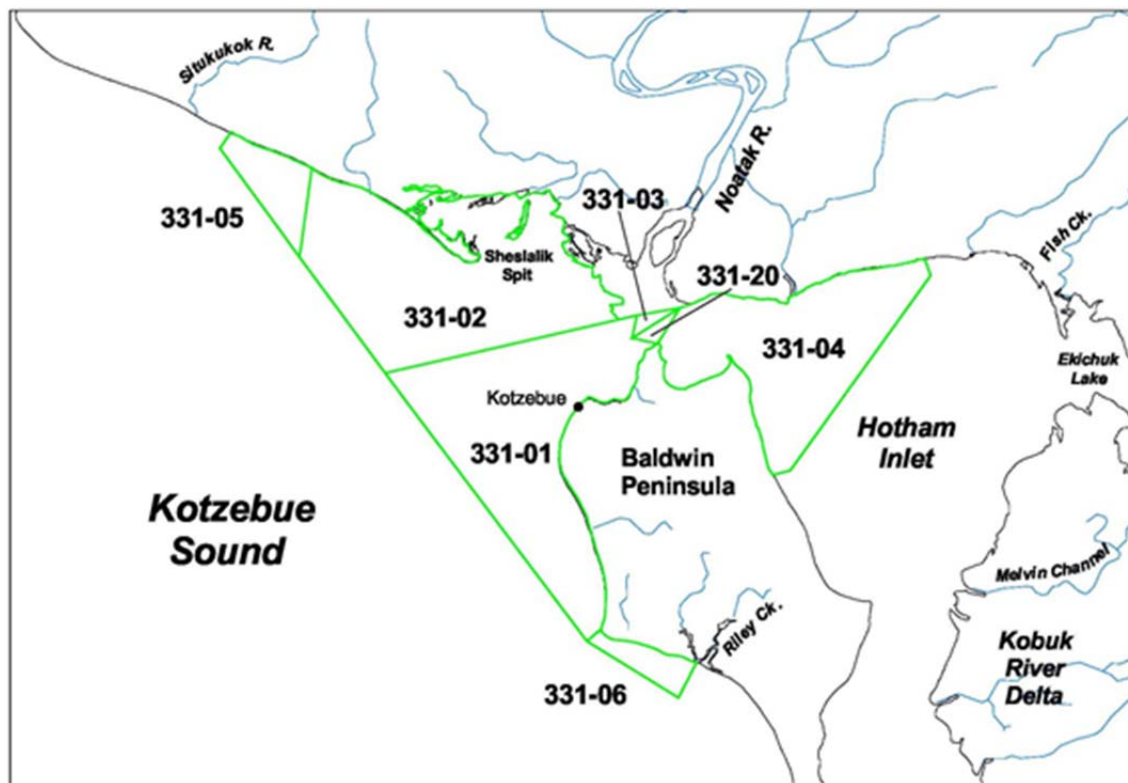 Situkukok R.
331-05
331-03
Noatak R.
Fish Ck.
Sheslalik
Spit
331-20
331-02
331-04
Ekichuk
Lake
Kotzebue
331-01
Baldwin
Peninsula
Hotham
Inlet
Kotzebue
Sound
Melvin Channel
Riley Ck.
Kobuk
River
Delta
331-06